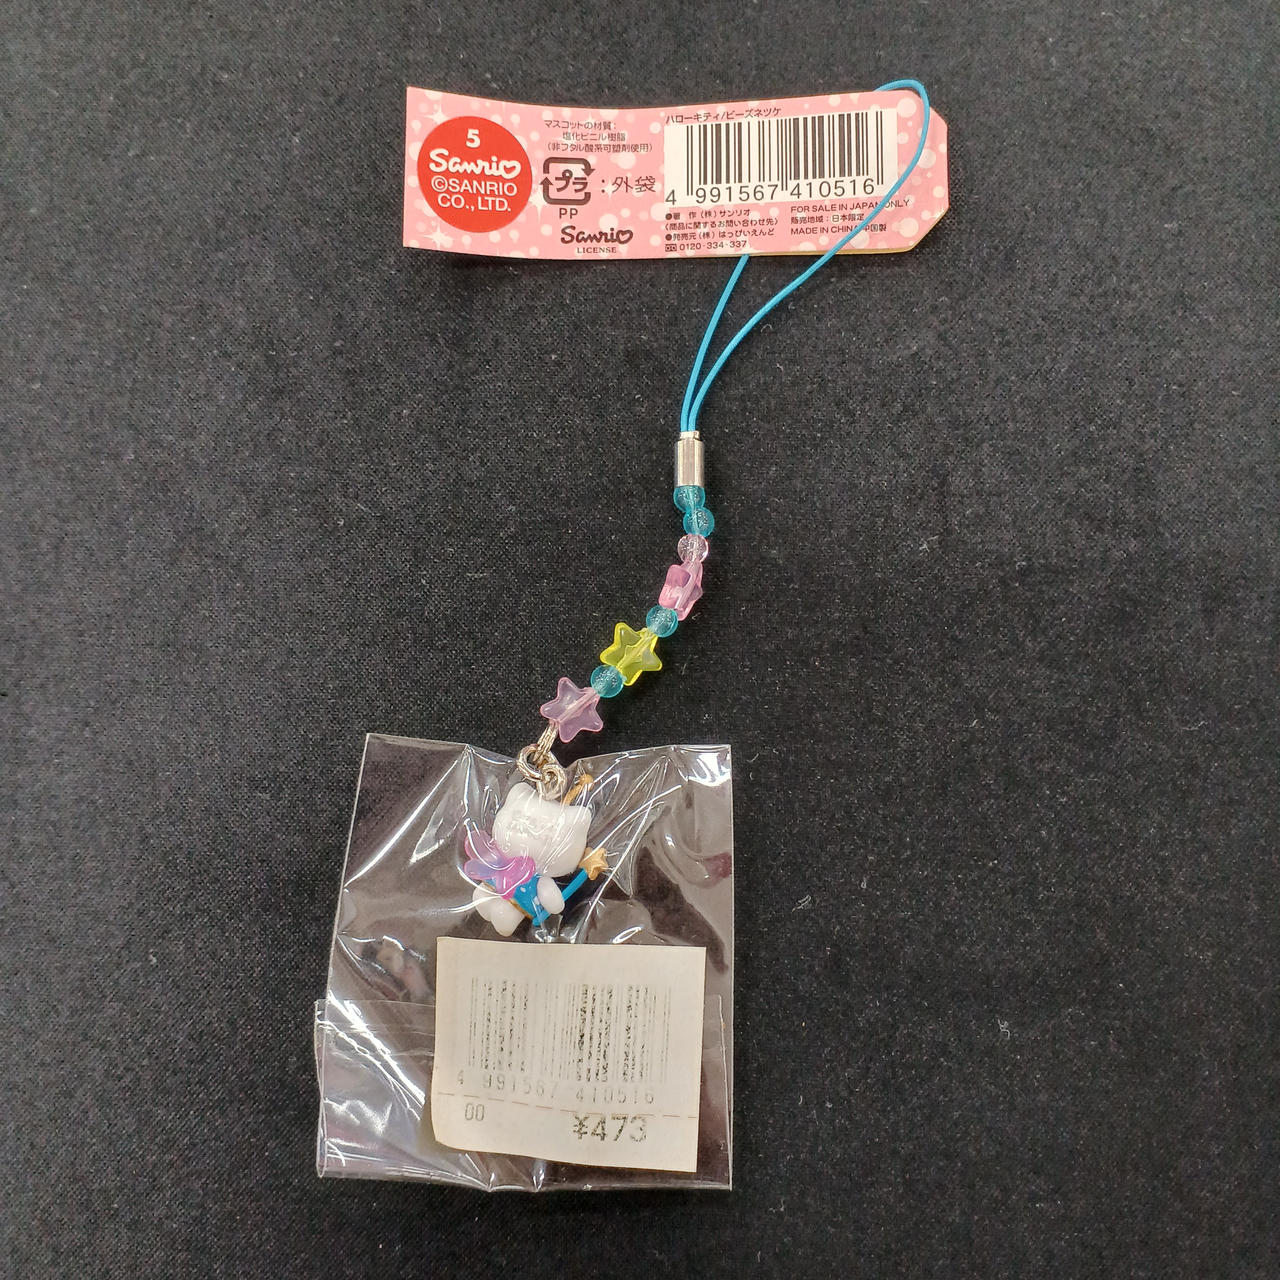 5
Sanrio
©SANRIO
CO.,LTD.
マスコットの材質：
塩化ビニル樹脂
（非フタル酸系可塑剤使用）
プラ
：外袋
PP
Sanrio
LICENSE
ハローキティ/ビーズネツケ
4 991567 410516
●著　作（株）サンリオ
〈商品に関するお問い合わせ先〉
●発売元（株）はっぴいえんど
0120-334-337
FOR SALE IN JAPAN ONLY
販売地域：日本限定
MADE IN CHINA 中国製
4 991567 410516
00
¥473